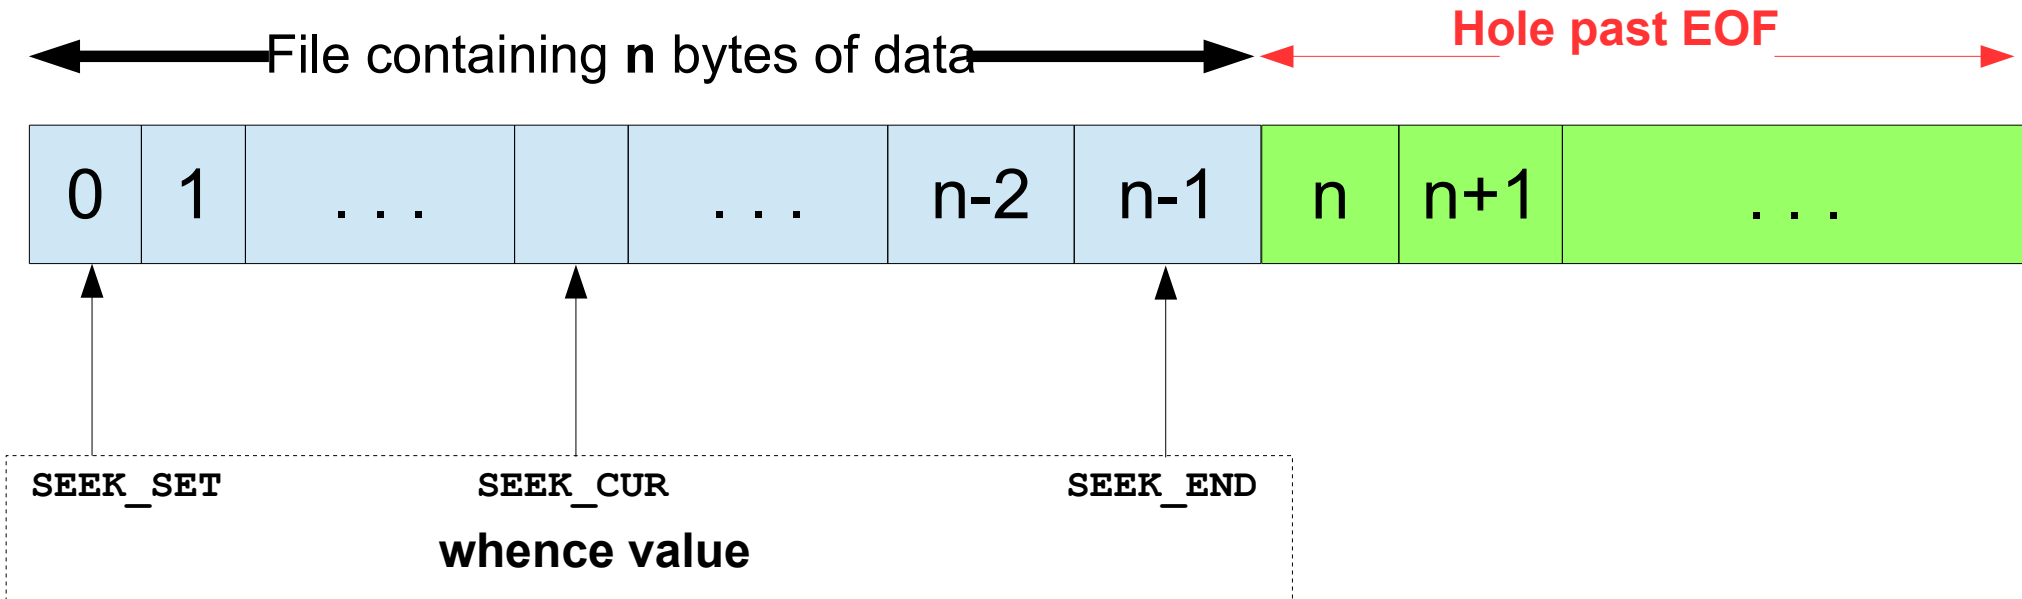 Hole past EOF
File containing n bytes of data
0 1 . . . . . . n-2 n-1 n n+1 . . .
SEEK_SET SEEK_CUR SEEK_END
whence value